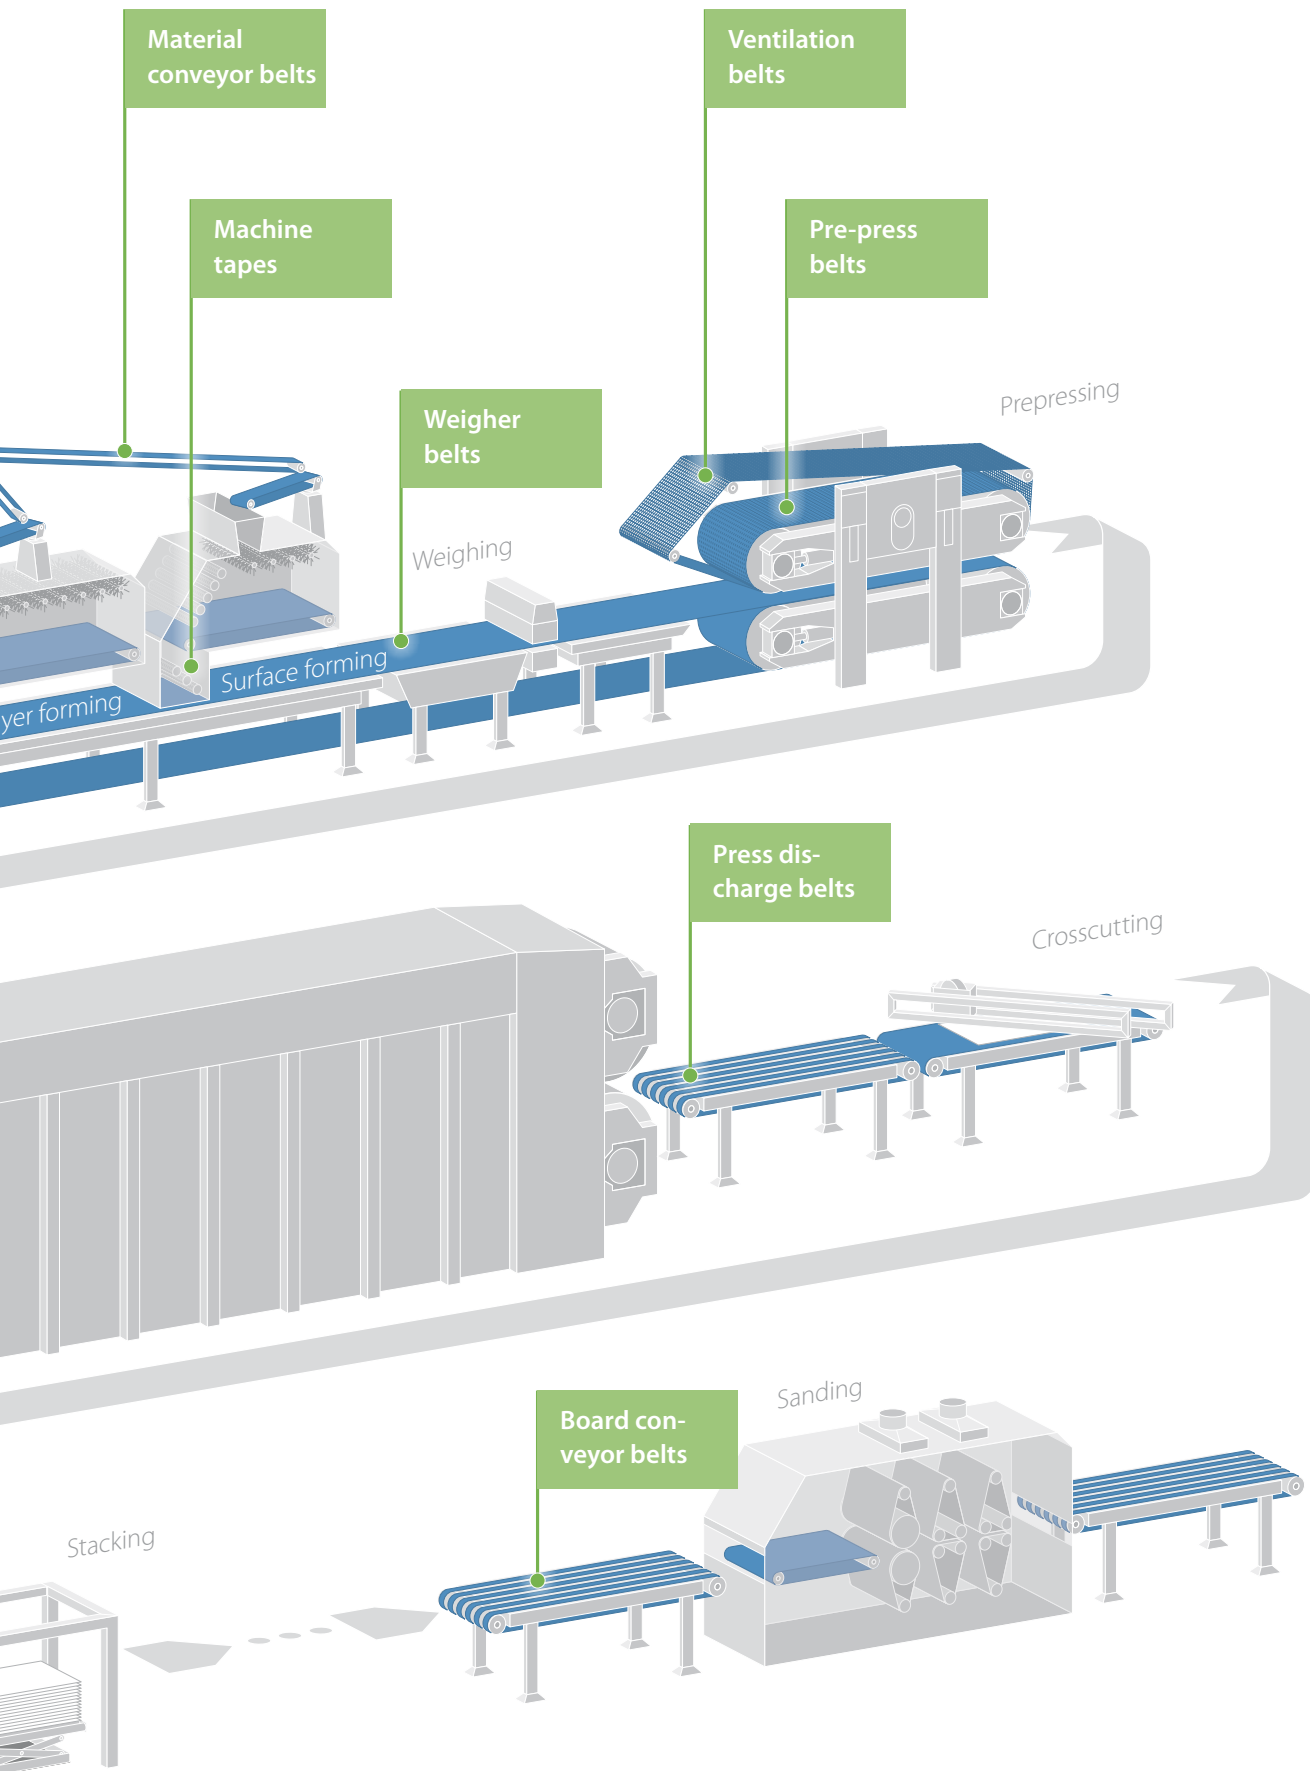 Material
conveyor belts
Ventilation
belts
Machine
tapes
Pre-press
belts
Weigher
belts
Prepressing
Weighing
Surface forming
yer forming
Press dis-
charge belts
Crosscutting
Board con-
veyor belts
Sanding
Stacking